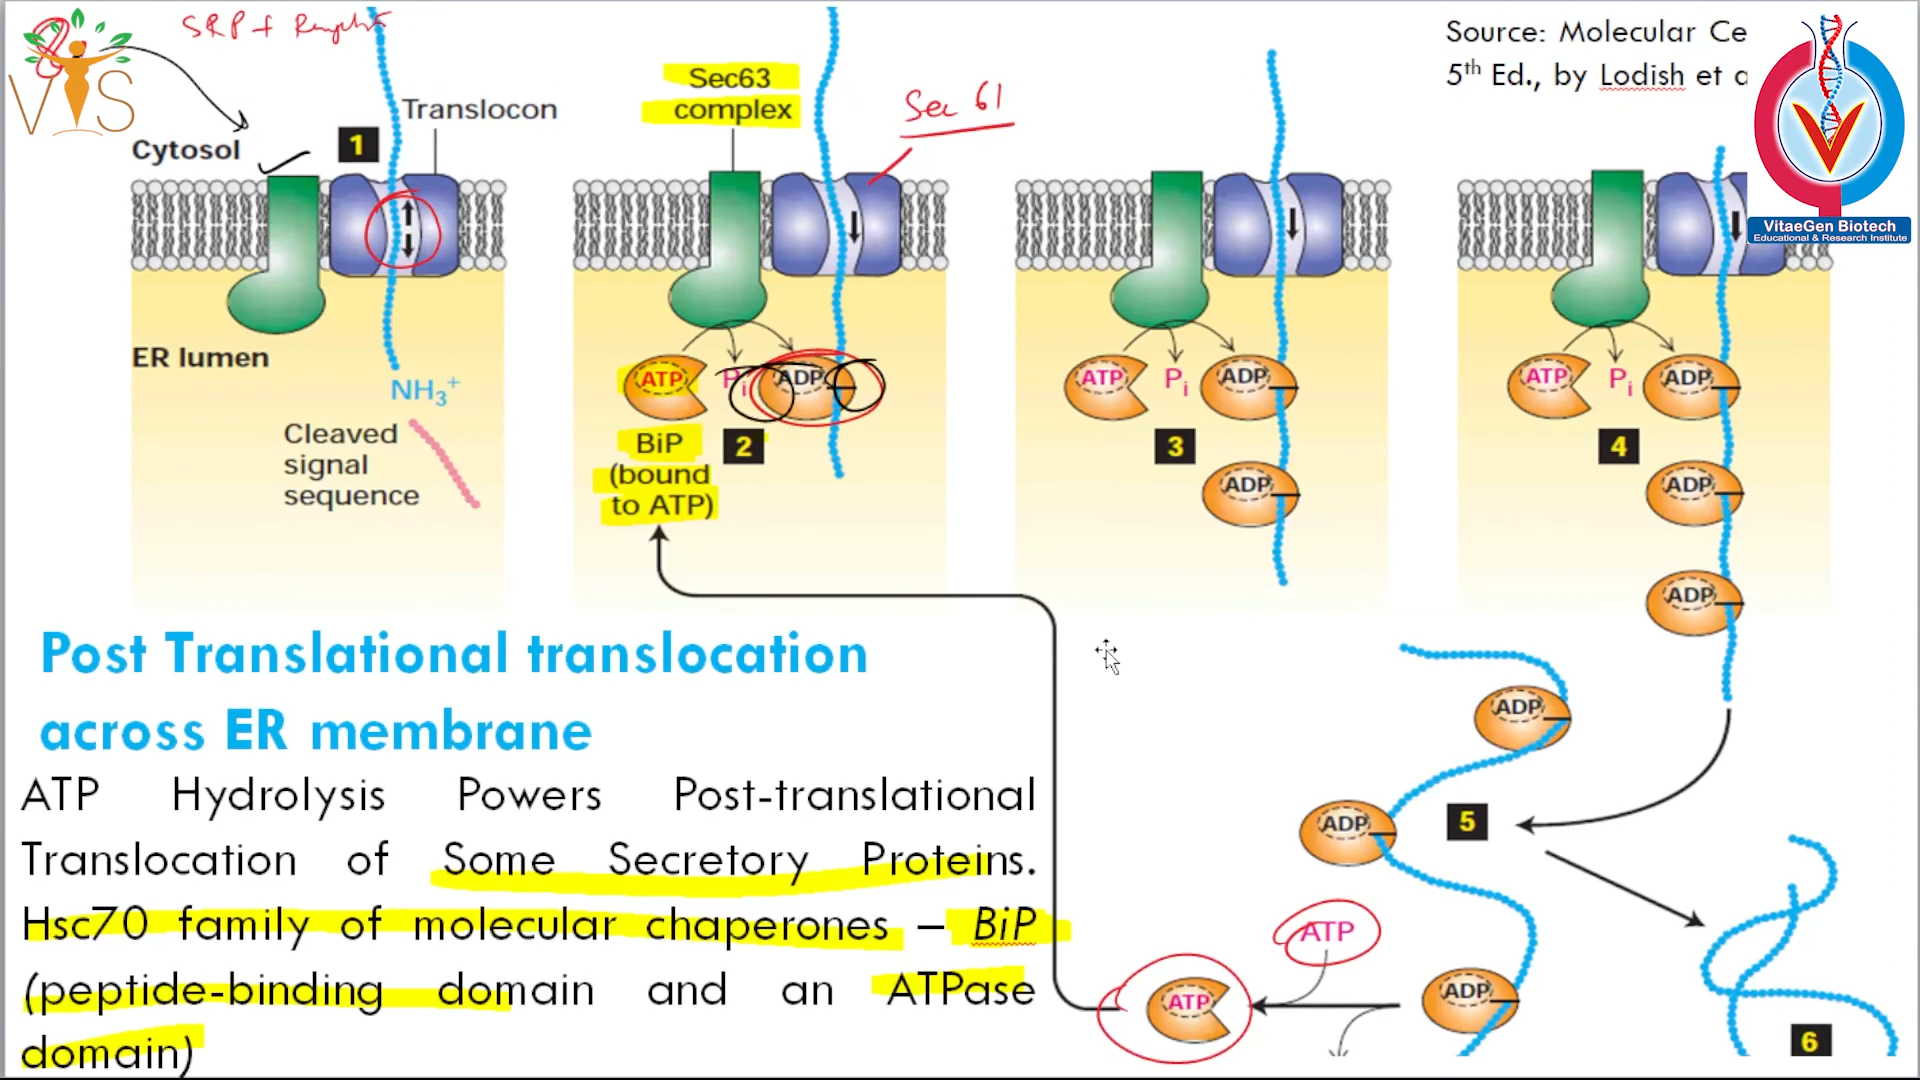 SRP +
Source: Molecular Ce
5th Ed., by Lodish et a
VIS
VitaeGen Biotech
Educational & Research Institute
Cytosol
1
Translocon
Sec63
complex
Sec 61
ER lumen
NH3+
Cleaved
signal
sequence
ATP
Pi
ADP
BiP
(bound
to ATP)
2
ATP
Pi
ADP
3
ADP
ATP
Pi
ADP
4
ADP
ADP
Post Translational translocation
across ER membrane
ATP Hydrolysis Powers Post-translational
Translocation of Some Secretory Proteins.
Hsc70 family of molecular chaperones – BiP
(peptide-binding domain and an ATPase
domain)
ADP
ADP
5
ATP
ATP
ADP
6